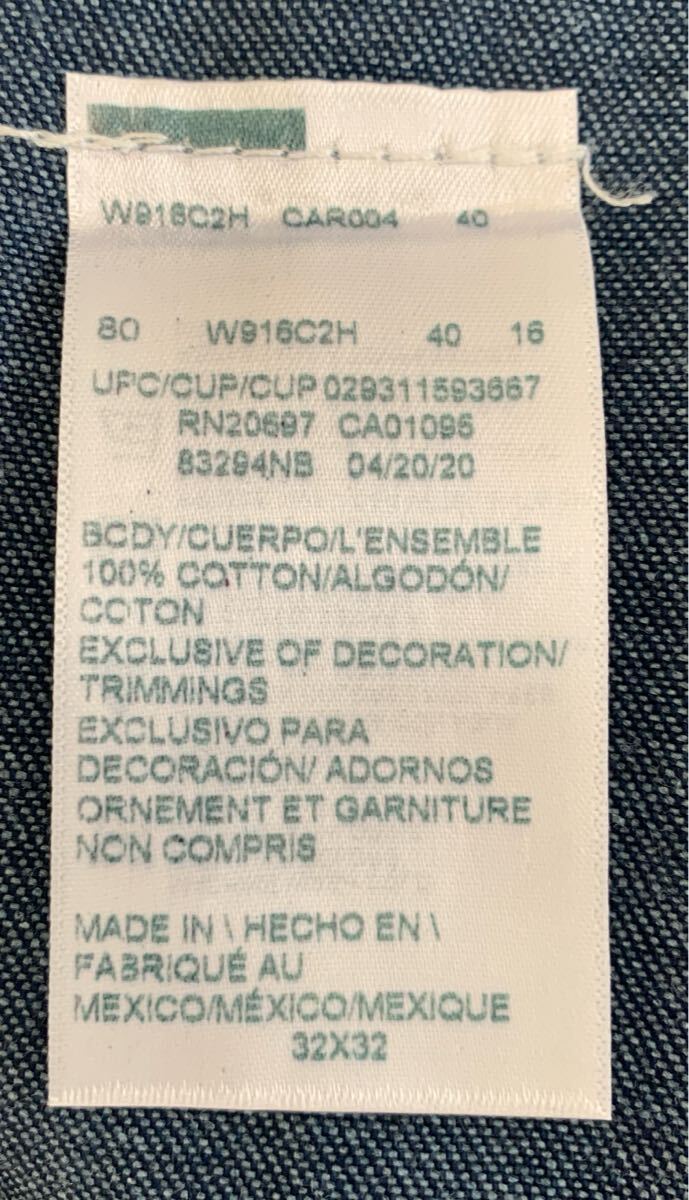 W916C2H CAR004 40
80 W916C2H 40 16
UPC/CUP/CUP 029311593667
RN20697 CA01095
83294NB 04/20/20
BODY/CUERPO/L'ENSEMBLE
100% COTTON/ALGODÓN/
COTON
EXCLUSIVE OF DECORATION/
TRIMMINGS
EXCLUSIVO PARA
DECORACIÓN/ ADORNOS
ORNEMENT ET GARNITURE
NON COMPRIS
MADE IN \ HECHO EN \
FABRIQUÉ AU
MEXICO/MÉXICO/MEXIQUE
32X32